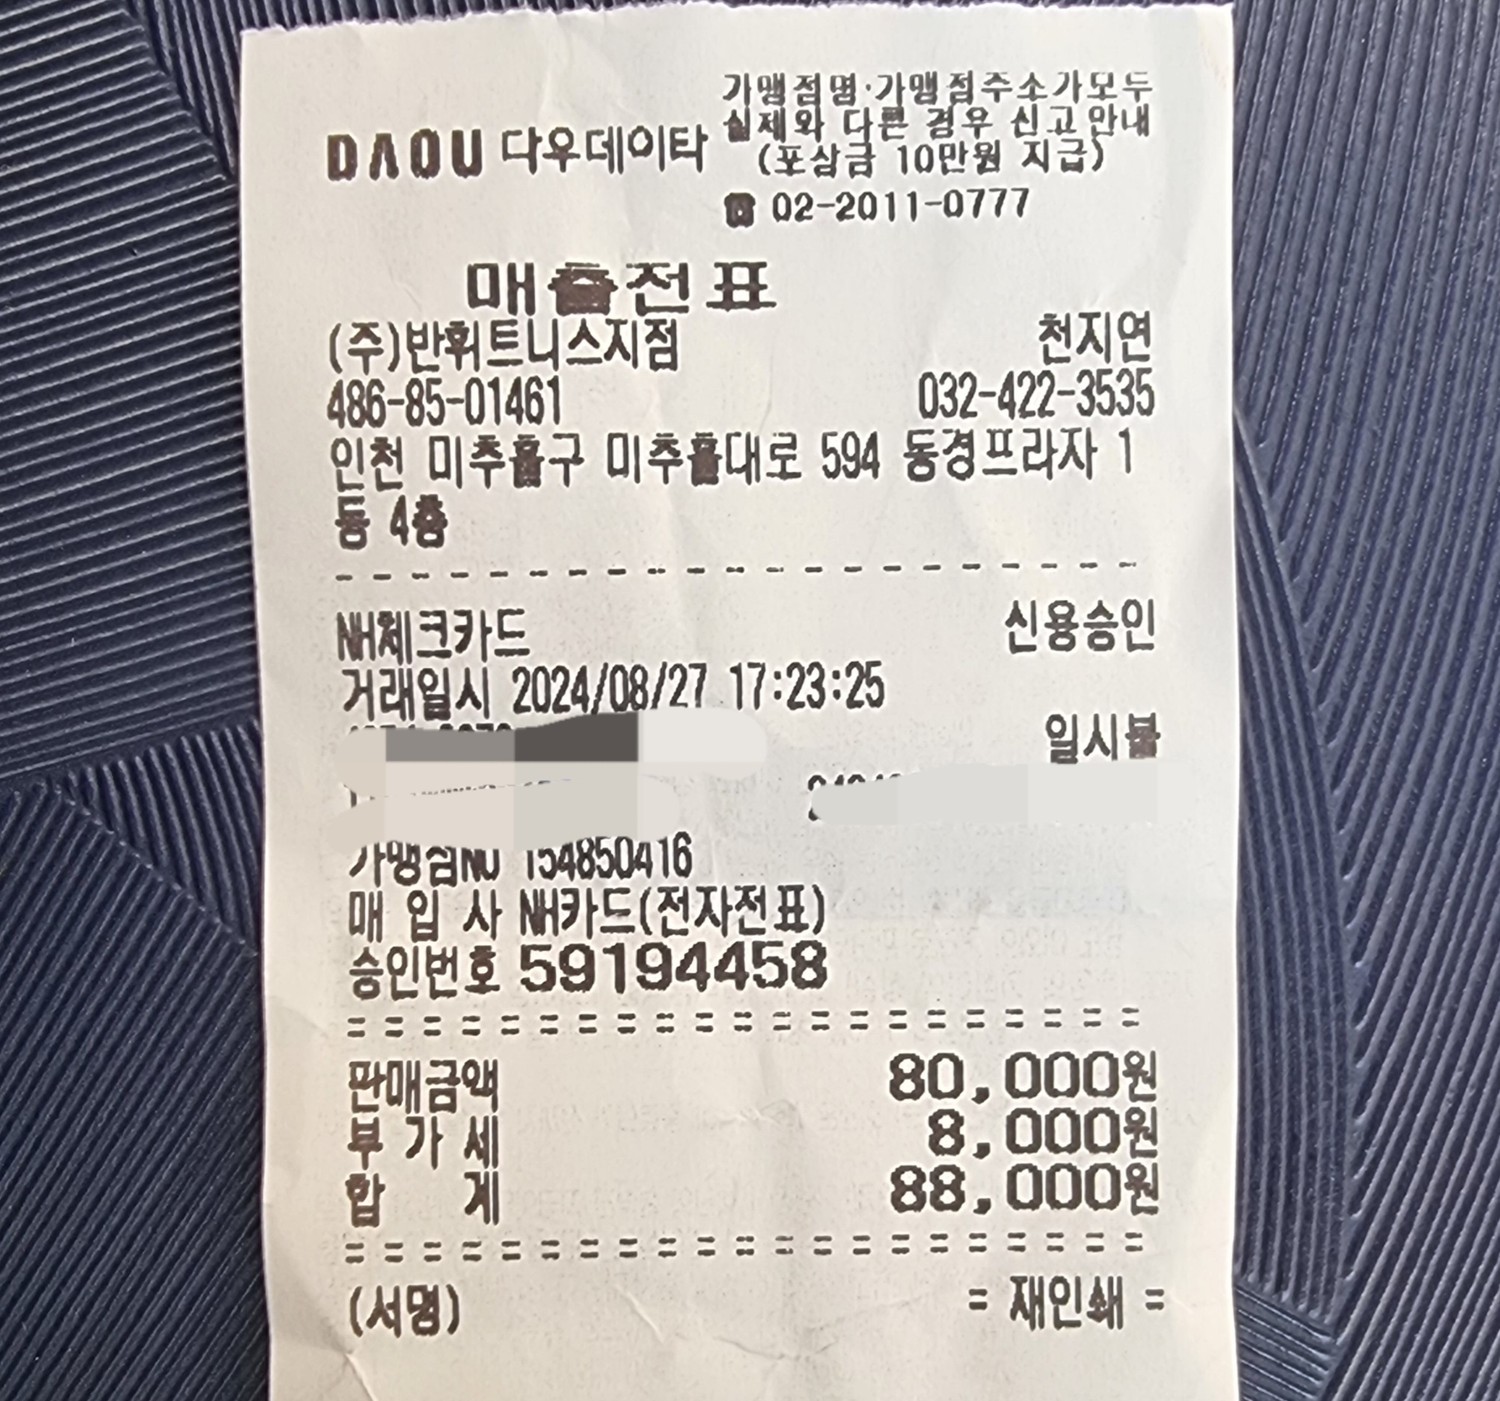 가맹점명·가맹점주소가모두
실제와 다른 경우 신고안내
DAOU 다우데이타
(포상금 10만원 지급)
☎ 02-2011-0777
매출전표
(주)반휘트니스지점 천지연
486-85-01461 032-422-3535
인천 미추홀구 미추홀대로 594 동경프라자 1
동 4층
NH체크카드 신용승인
거래일시 2024/08/27 17:23:25
일시불
가맹점NO 154850416
매 입 사 NH카드(전자전표)
승인번호 59194458
판매금액 80,000원
부 가 세 8,000원
합 계 88,000원
(서명) = 재인쇄 =